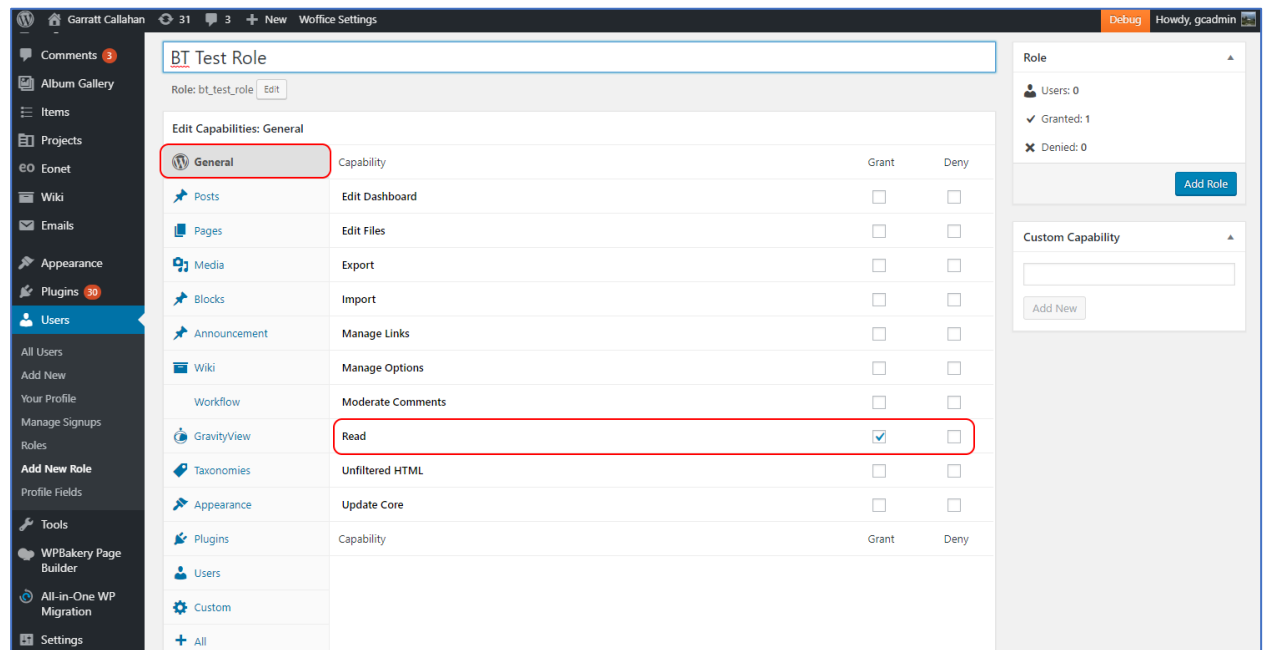 Garratt Callahan 31 3 + New Woffice Settings Debug Howdy, gcadmin
Comments 3
Album Gallery
Items
Projects
eo Eonet
Wiki
Emails
Appearance
Plugins 30
Users
All Users
Add New
Your Profile
Manage Signups
Roles
Add New Role
Profile Fields
Tools
WPBakery Page
Builder
All-in-One WP
Migration
Settings
BT Test Role
Role: bt_test_role Edit
Edit Capabilities: General
General
Posts
Pages
Media
Blocks
Announcement
Wiki
Workflow
GravityView
Taxonomies
Appearance
Plugins
Users
Custom
All
Capability Grant Deny
Edit Dashboard
Edit Files
Export
Import
Manage Links
Manage Options
Moderate Comments
Read
Unfiltered HTML
Update Core
Capability Grant Deny
Role
Users: 0
Granted: 1
Denied: 0
Add Role
Custom Capability
Add New